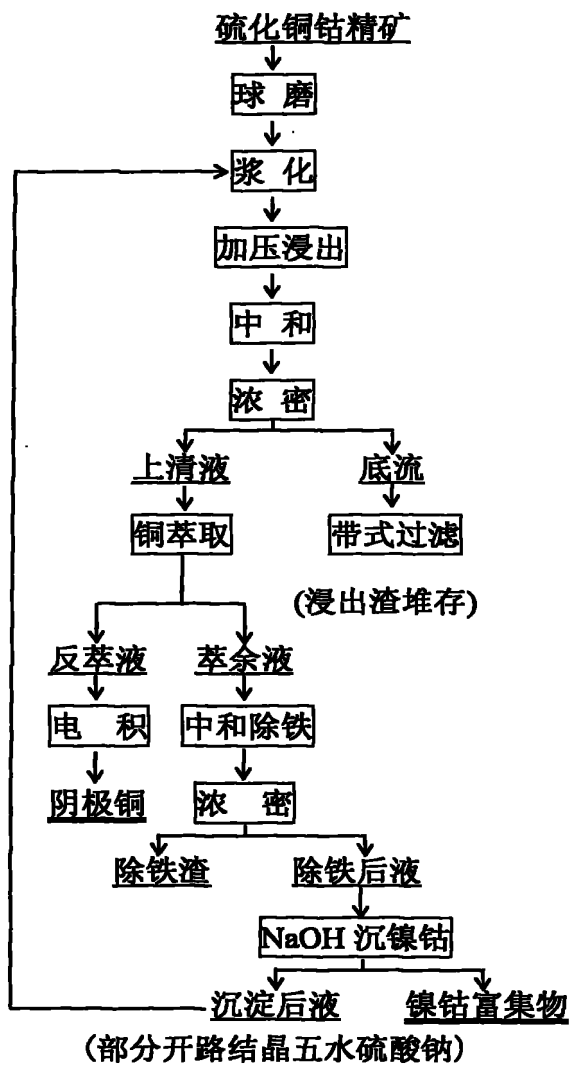 硫化铜钴精矿
球 磨
浆 化
加压浸出
中 和
浓 密
上清液 底流
铜萃取 带式过滤
(浸出渣堆存)
反萃液 萃余液
电 积 中和除铁
阴极铜 浓 密
除铁渣 除铁后液
NaOH 沉镍钴
沉淀后液 镍钴富集物
(部分开路结晶五水硫酸钠)